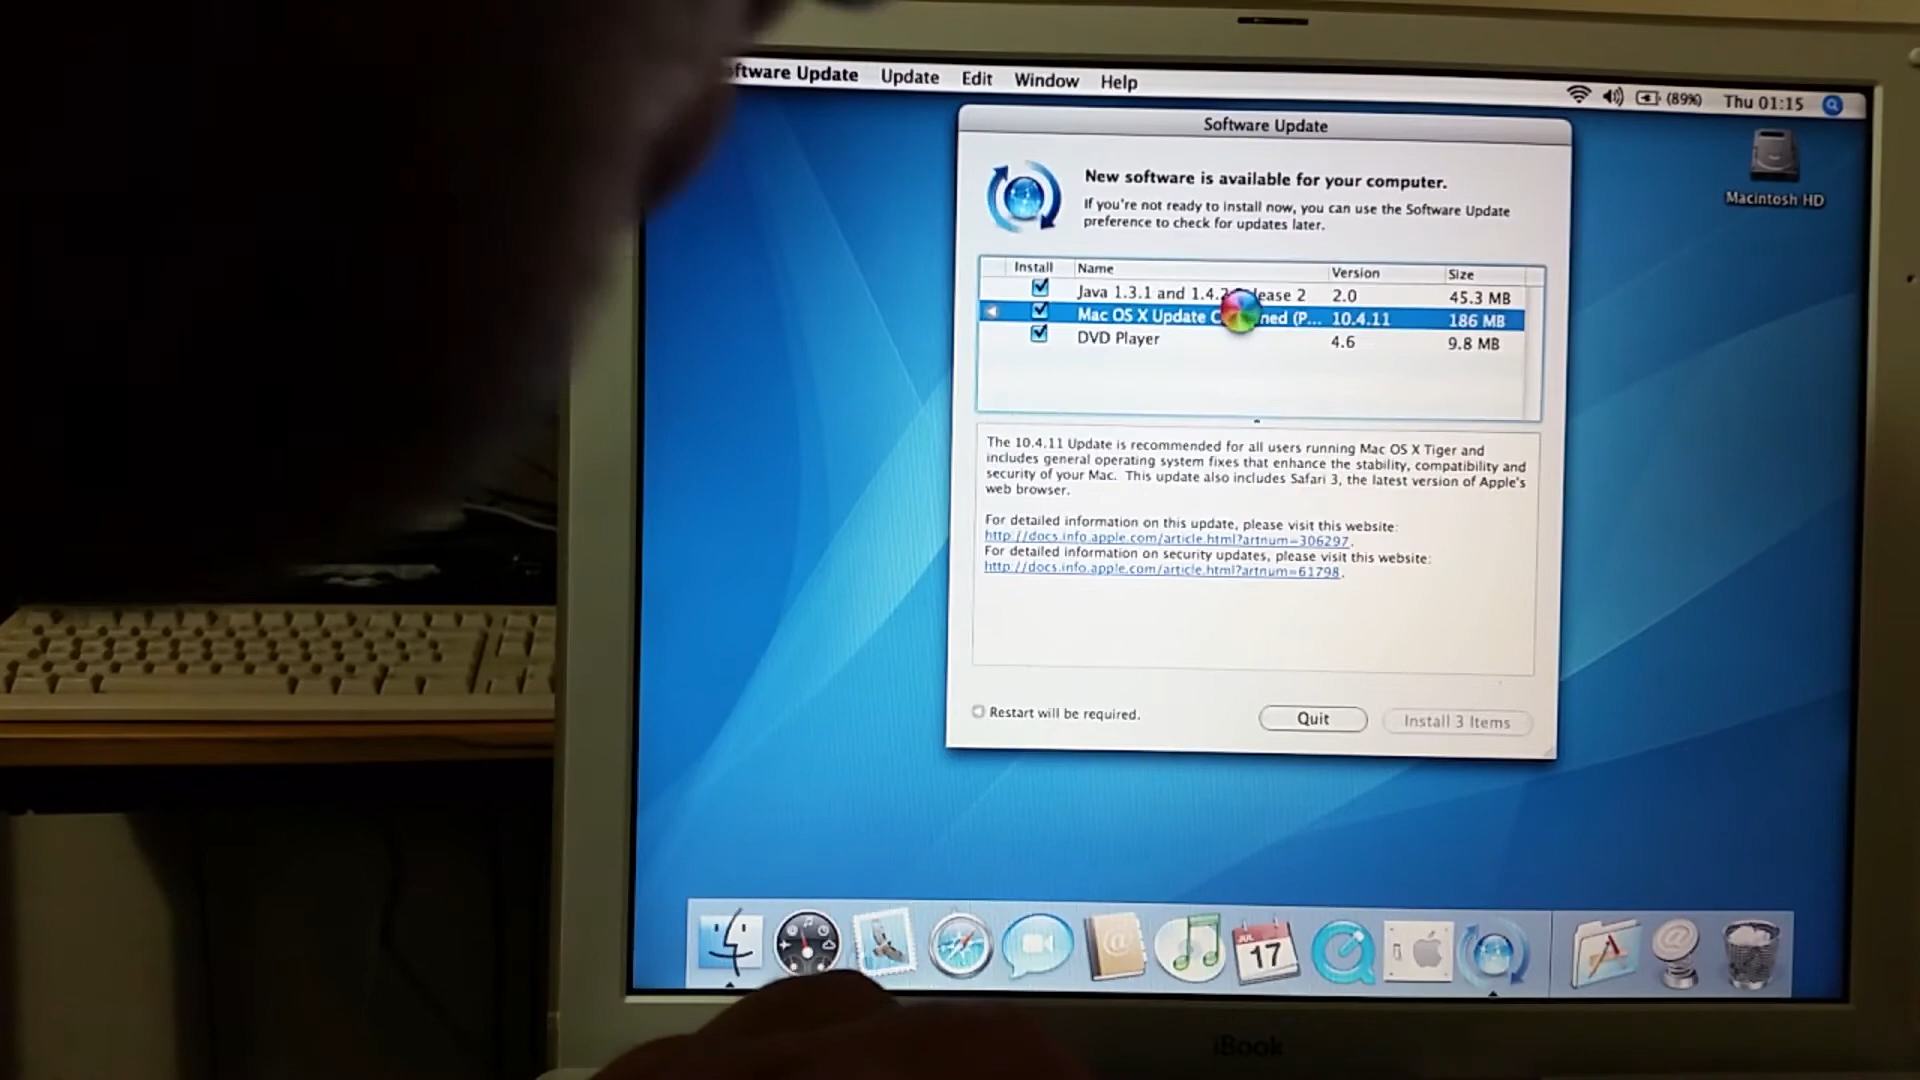 ftware Update Update Edit Window Help (89%) Thu 01:15
Software Update
Macintosh HD
New software is available for your computer.
If you're not ready to install now, you can use the Software Update
preference to check for updates later.
Install Name Version Size
Java 1.3.1 and 1.4. lease 2 2.0 45.3 MB
Mac OS X Update C ned (P... 10.4.11 186 MB
DVD Player 4.6 9.8 MB
The 10.4.11 Update is recommended for all users running Mac OS X Tiger and
includes general operating system fixes that enhance the stability, compatibility and
security of your Mac. This update also includes Safari 3, the latest version of Apple's
web browser.
For detailed information on this update, please visit this website:
http://docs.info.apple.com/article.html?artnum=306297.
For detailed information on security updates, please visit this website:
http://docs.info.apple.com/article.html?artnum=61798.
Restart will be required. Quit Install 3 Items
JUL
17
iBook